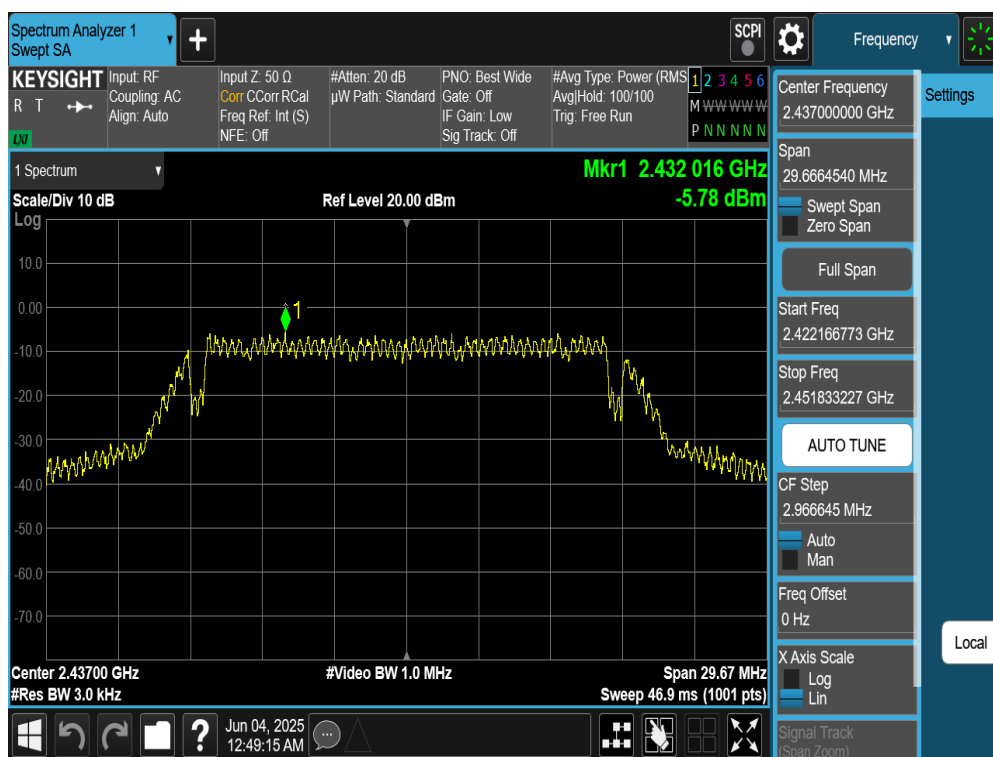 Spectrum Analyzer 1
Swept SA
+
SCPI
Frequency
KEYSIGHT
R T
LXI
Input: RF
Coupling: AC
Align: Auto
Input Z: 50 Ω
Corr CCorr RCal
Freq Ref: Int (S)
NFE: Off
#Atten: 20 dB
µW Path: Standard
PNO: Best Wide
Gate: Off
IF Gain: Low
Sig Track: Off
#Avg Type: Power (RMS
Avg|Hold: 100/100
Trig: Free Run
1 2 3 4 5 6
M W W W W W
P N N N N N
1 Spectrum
Mkr1 2.432 016 GHz
-5.78 dBm
Scale/Div 10 dB
Ref Level 20.00 dBm
Log
10.0
0.00
-10.0
-20.0
-30.0
-40.0
-50.0
-60.0
-70.0
1
Center 2.43700 GHz
#Video BW 1.0 MHz
Span 29.67 MHz
#Res BW 3.0 kHz
Sweep 46.9 ms (1001 pts)
?
Jun 04, 2025
12:49:15 AM
Center Frequency
2.437000000 GHz
Span
29.6664540 MHz
Swept Span
Zero Span
Full Span
Start Freq
2.422166773 GHz
Stop Freq
2.451833227 GHz
AUTO TUNE
CF Step
2.966645 MHz
Auto
Man
Freq Offset
0 Hz
X Axis Scale
Log
Lin
Signal Track
(Span Zoom)
Settings
Local